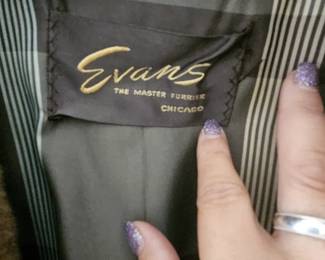 Evans
THE MASTER FURRIER
CHICAGO